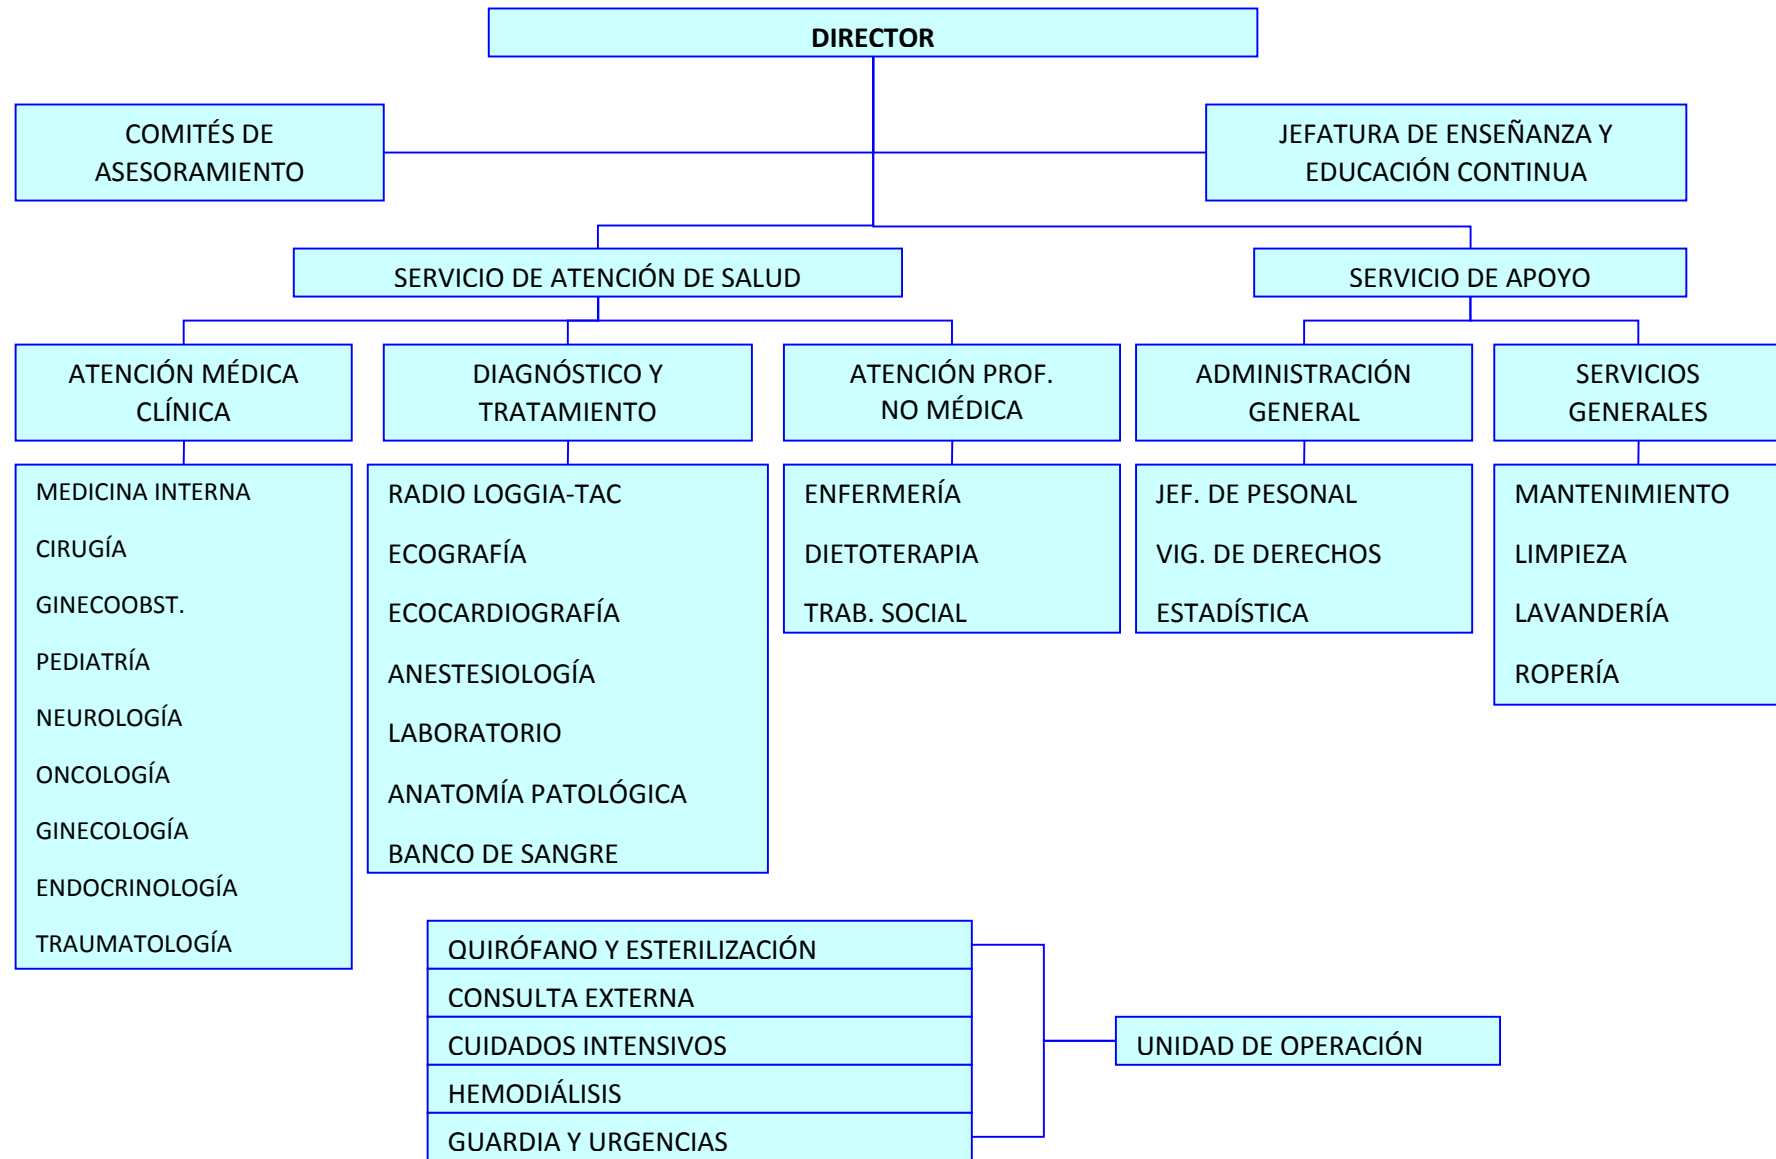 DIRECTOR
COMITÉS DE
ASESORAMIENTO
JEFATURA DE ENSEÑANZA Y
EDUCACIÓN CONTINUA
SERVICIO DE ATENCIÓN DE SALUD
SERVICIO DE APOYO
ATENCIÓN MÉDICA
CLÍNICA
DIAGNÓSTICO Y
TRATAMIENTO
ATENCIÓN PROF.
NO MÉDICA
ADMINISTRACIÓN
GENERAL
SERVICIOS
GENERALES
MEDICINA INTERNA
CIRUGÍA
GINECOOBST.
PEDIATRÍA
NEUROLOGÍA
ONCOLOGÍA
GINECOLOGÍA
ENDOCRINOLOGÍA
TRAUMATOLOGÍA
RADIO LOGGIA-TAC
ECOGRAFÍA
ECOCARDIOGRAFÍA
ANESTESIOLOGÍA
LABORATORIO
ANATOMÍA PATOLÓGICA
BANCO DE SANGRE
ENFERMERÍA
DIETOTERAPIA
TRAB. SOCIAL
JEF. DE PESONAL
VIG. DE DERECHOS
ESTADÍSTICA
MANTENIMIENTO
LIMPIEZA
LAVANDERÍA
ROPERÍA
QUIRÓFANO Y ESTERILIZACIÓN
CONSULTA EXTERNA
CUIDADOS INTENSIVOS
HEMODIÁLISIS
GUARDIA Y URGENCIAS
UNIDAD DE OPERACIÓN